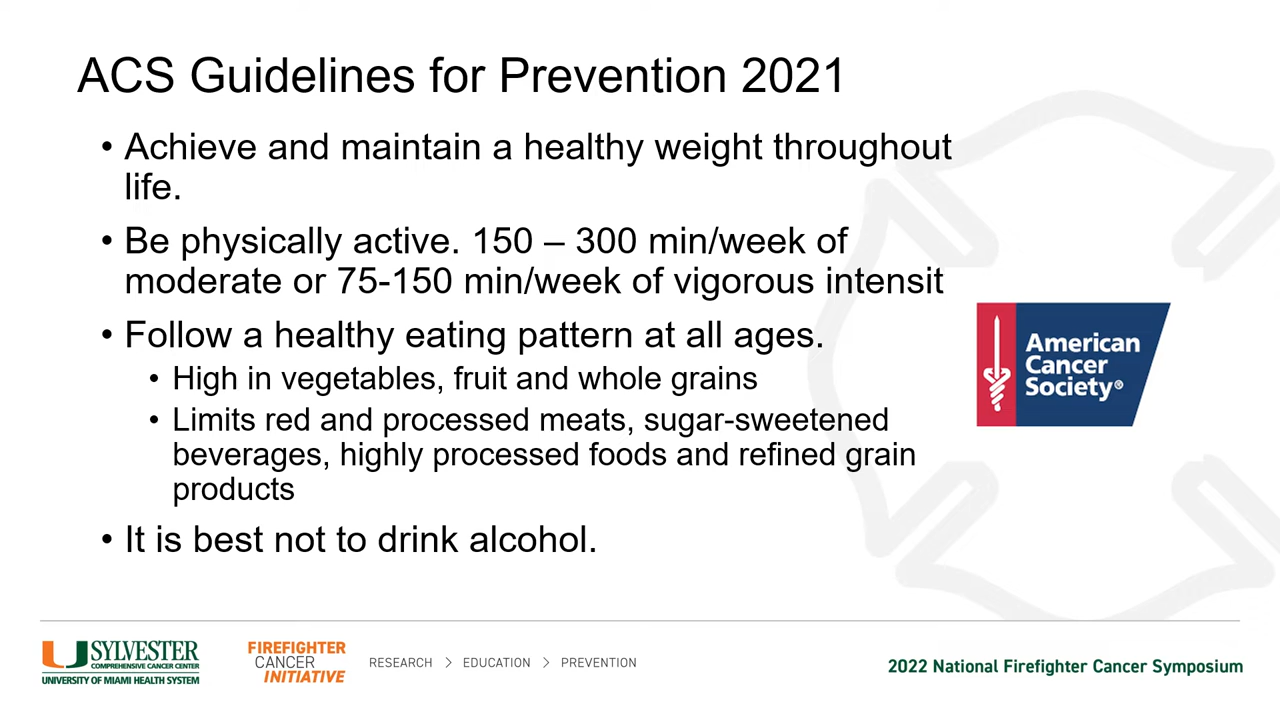 ACS Guidelines for Prevention 2021
• Achieve and maintain a healthy weight throughout
life.
• Be physically active. 150 – 300 min/week of
moderate or 75-150 min/week of vigorous intensit
• Follow a healthy eating pattern at all ages.
• High in vegetables, fruit and whole grains
• Limits red and processed meats, sugar-sweetened
beverages, highly processed foods and refined grain
products
• It is best not to drink alcohol.
American
Cancer
Society®
SYLVESTER
COMPREHENSIVE CANCER CENTER
UNIVERSITY OF MIAMI HEALTH SYSTEM
FIREFIGHTER
CANCER
INITIATIVE
RESEARCH > EDUCATION > PREVENTION
2022 National Firefighter Cancer Symposium